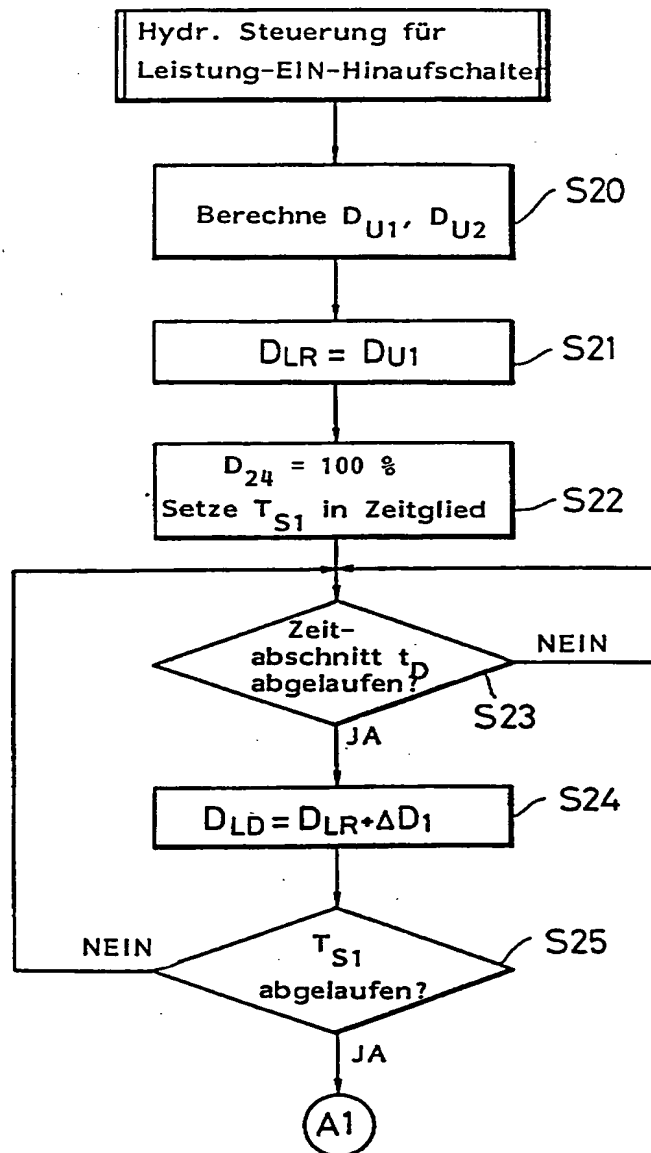 Hydr. Steuerung für
Leistung-EIN-Hinaufschalter
Berechne D_U1, D_U2
S20
D_LR = D_U1
S21
D_24 = 100 %
Setze T_S1 in Zeitglied
S22
Zeit-
abschnitt t_D
abgelaufen?
NEIN
S23
JA
D_LD = D_LR + ΔD_1
S24
T_S1
abgelaufen?
NEIN
S25
JA
A1